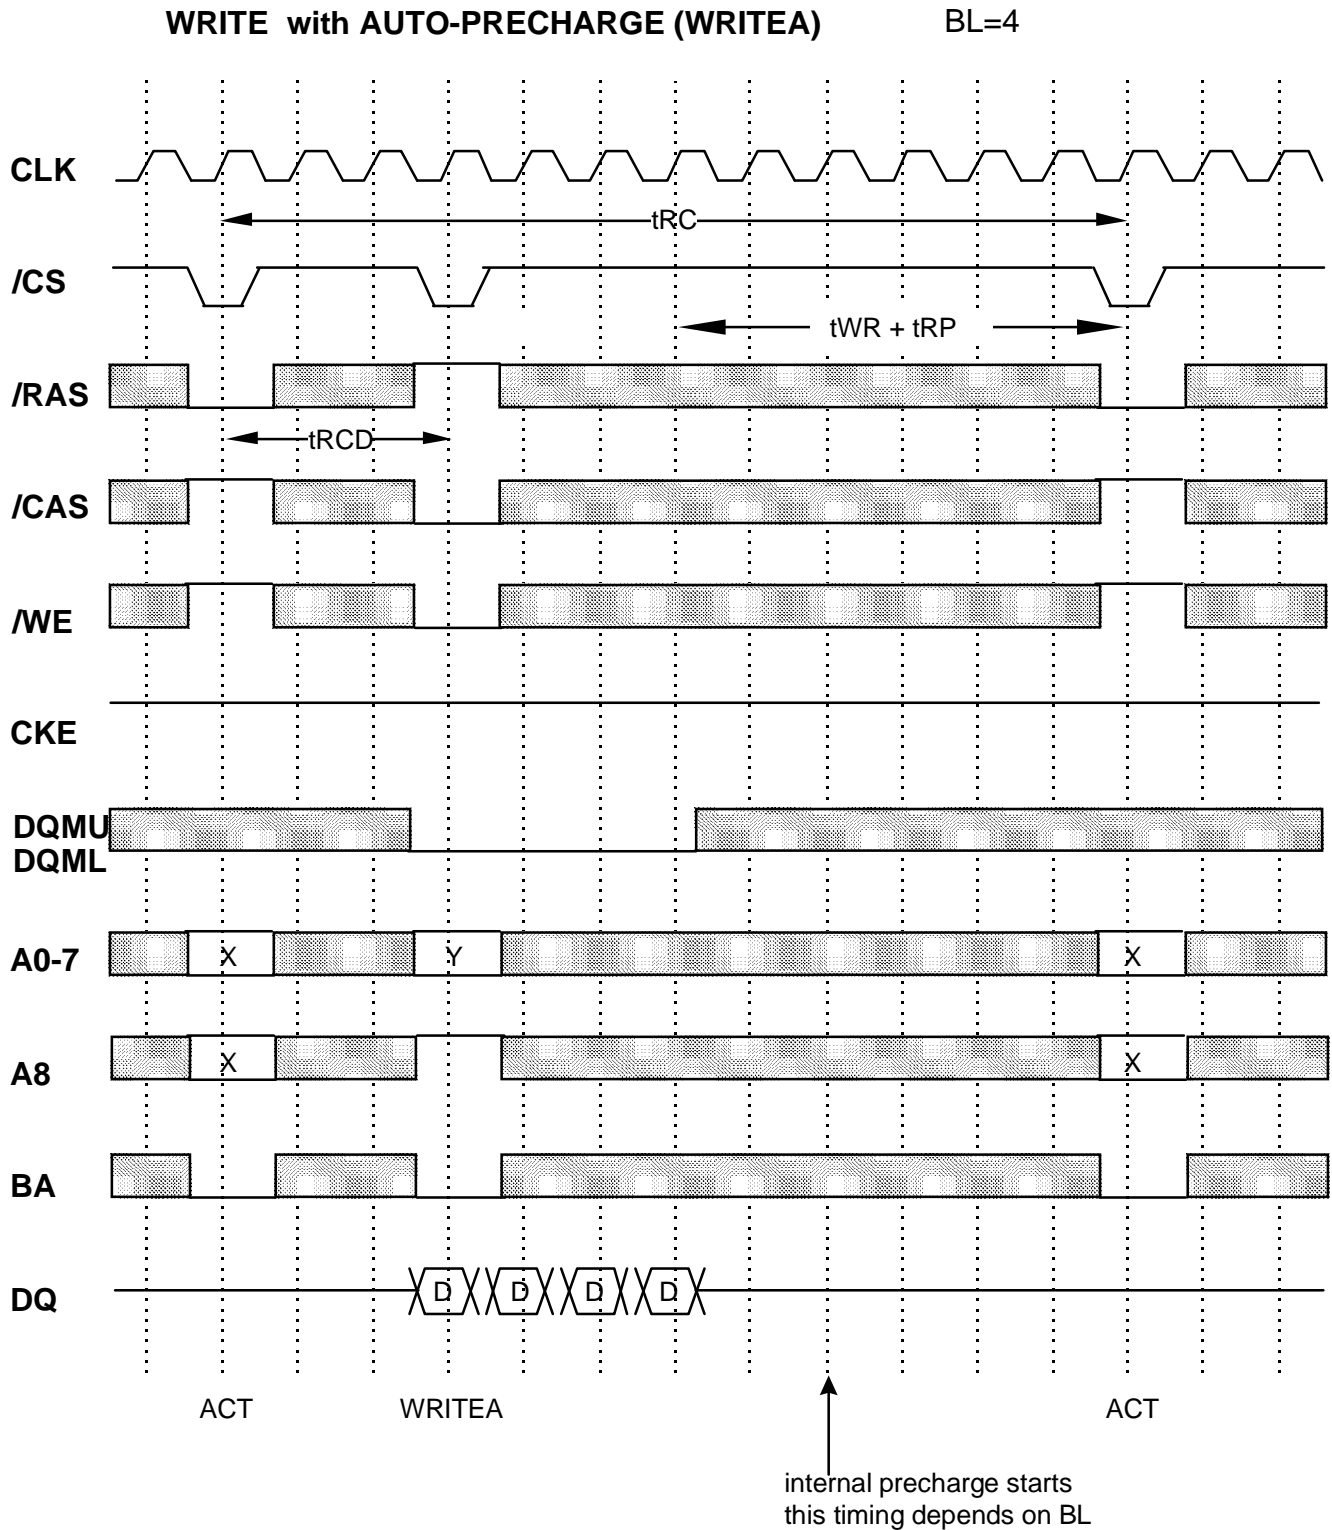 WRITE with AUTO-PRECHARGE (WRITEA) BL=4
CLK
tRC
/CS
tWR + tRP
/RAS
tRCD
/CAS
/WE
CKE
DQMU
DQML
A0-7 X Y X
A8 X X
BA
DQ D D D D
ACT WRITEA ACT
internal precharge starts
this timing depends on BL